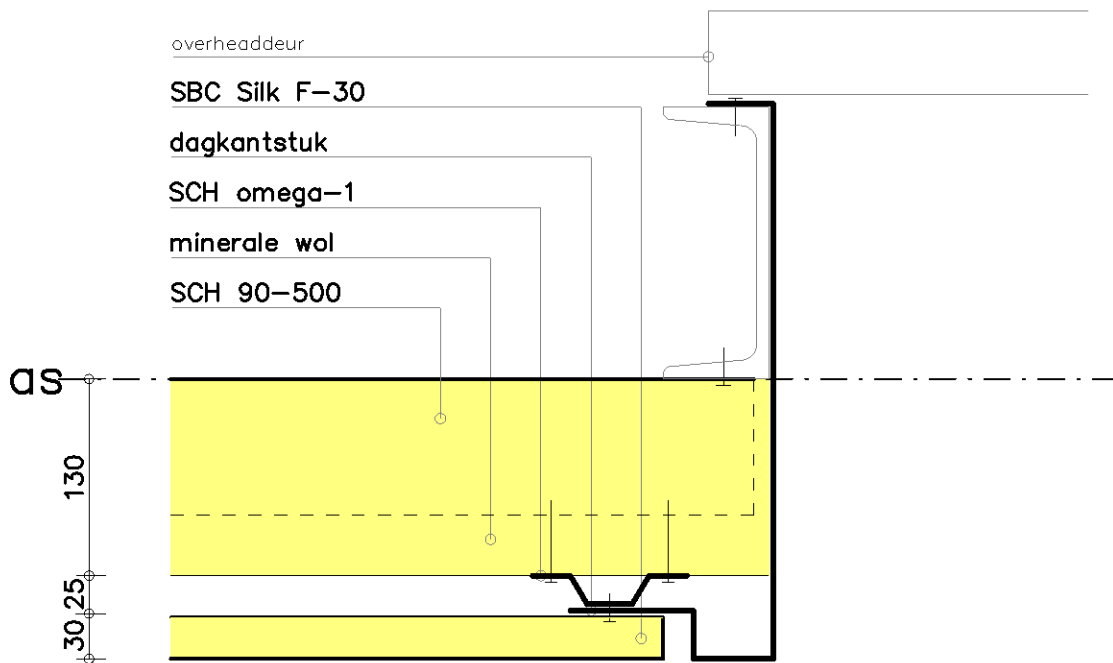 overheaddeur
SBC Silk F-30
dagkantstuk
SCH omega-1
minerale wol
SCH 90-500
as
130
25
30